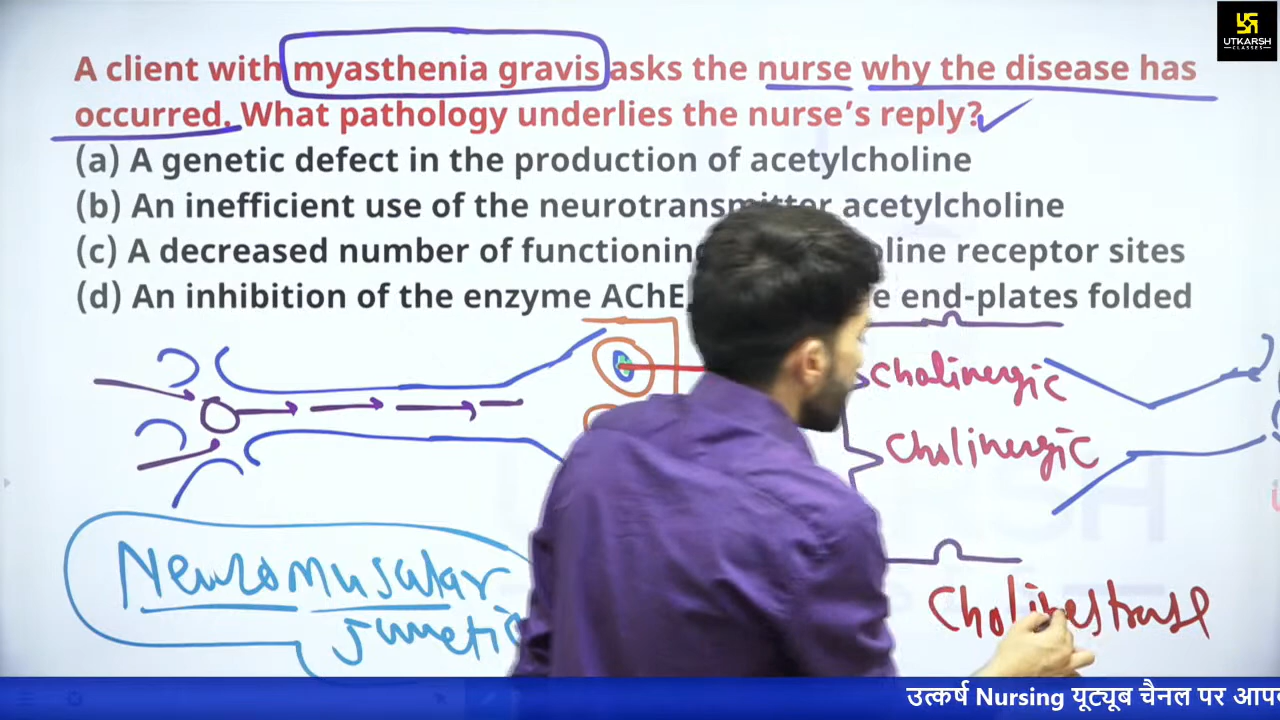 UTKARSH
CLASSES
A client with myasthenia gravis asks the nurse why the disease has
occurred. What pathology underlies the nurse's reply?
(a) A genetic defect in the production of acetylcholine
(b) An inefficient use of the neurotransmitter acetylcholine
(c) A decreased number of functioning oline receptor sites
(d) An inhibition of the enzyme AChE, e end-plates folded
Cholinergic
Cholinergic
Neuromuscular
Junctio
Cholinestrase
उत्कर्ष Nursing यूट्यूब चैनल पर आप